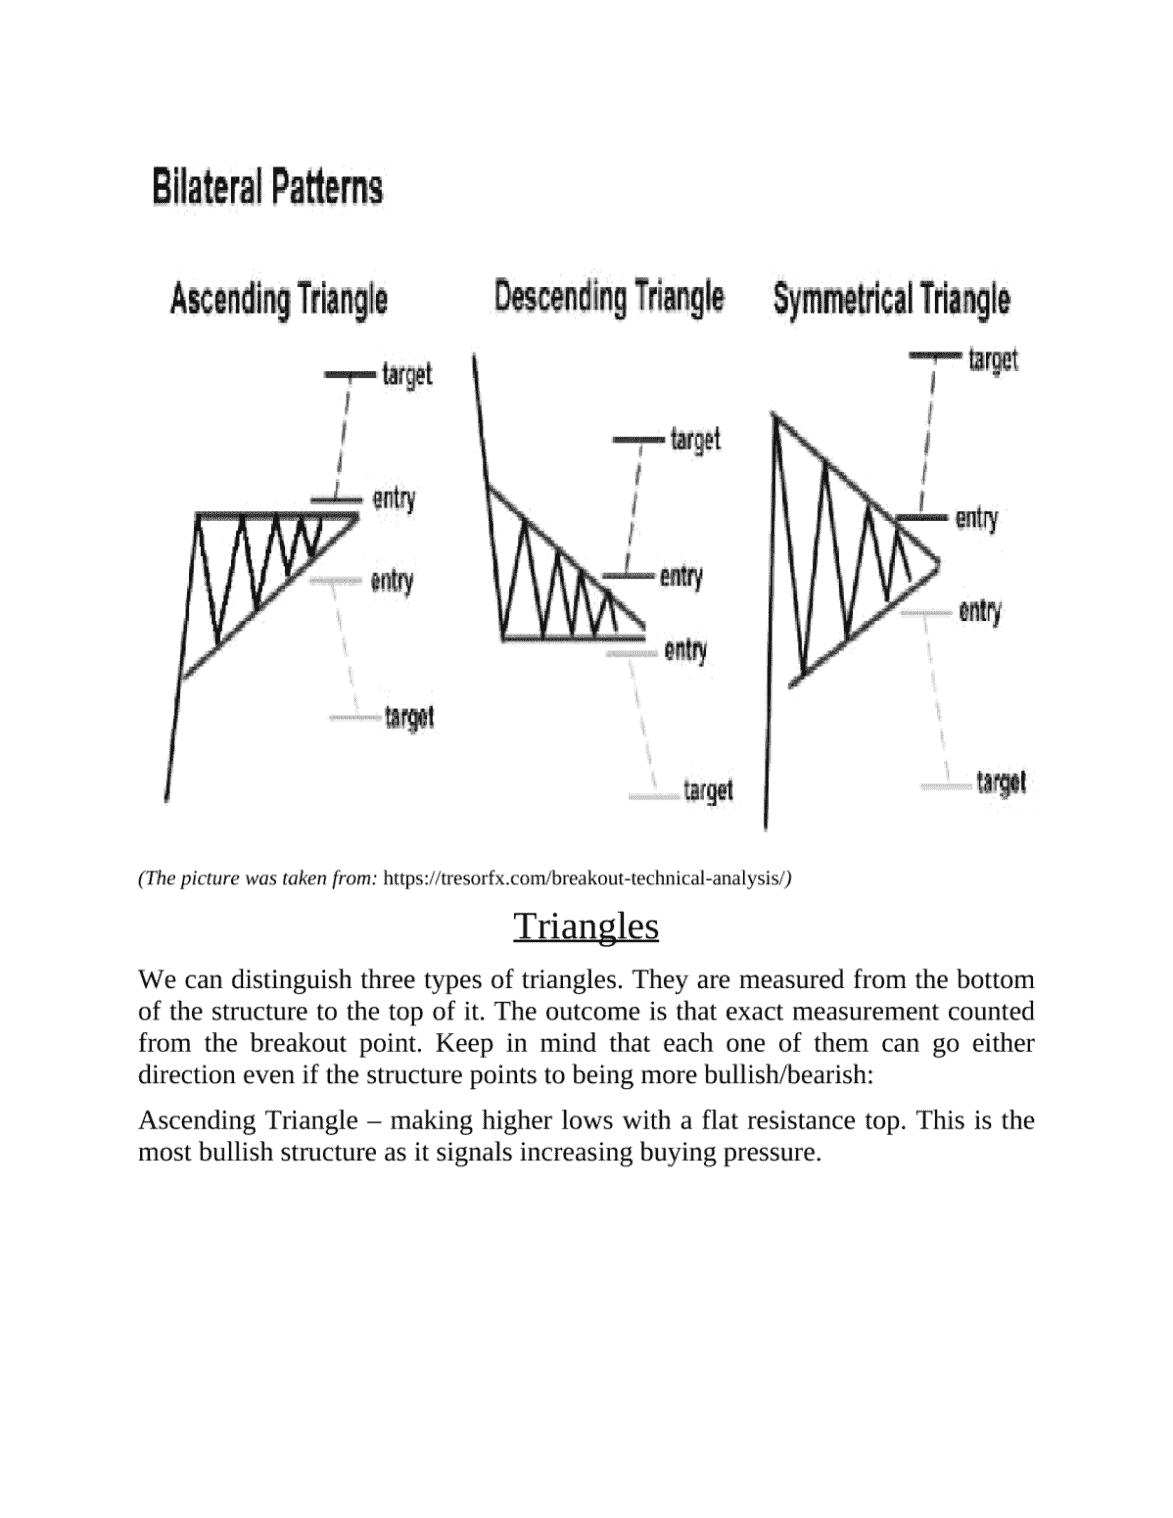 Bilateral Patterns
Ascending Triangle
Descending Triangle
Symmetrical Triangle
target
entry
entry
target
target
entry
entry
target
target
entry
entry
target
(The picture was taken from: https://tresorfx.com/breakout-technical-analysis/)
Triangles
We can distinguish three types of triangles. They are measured from the bottom
of the structure to the top of it. The outcome is that exact measurement counted
from the breakout point. Keep in mind that each one of them can go either
direction even if the structure points to being more bullish/bearish:
Ascending Triangle – making higher lows with a flat resistance top. This is the
most bullish structure as it signals increasing buying pressure.